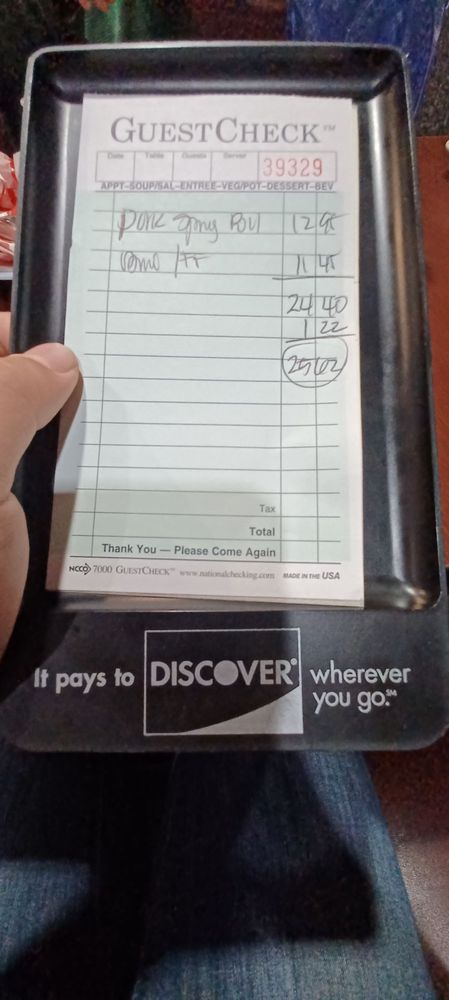 GUESTCHECK™
Date Table Guests Server 39329
APPT-SOUP/SAL-ENTREE-VEG/POT-DESSERT-BEV
Pork 12 95
11 45
24 40
1 22
25 62
Tax
Total
Thank You — Please Come Again
NCCO 7000 GUESTCHECK™ www.nationalchecking.com MADE IN THE USA
It pays to DISCOVER® wherever
you go.℠